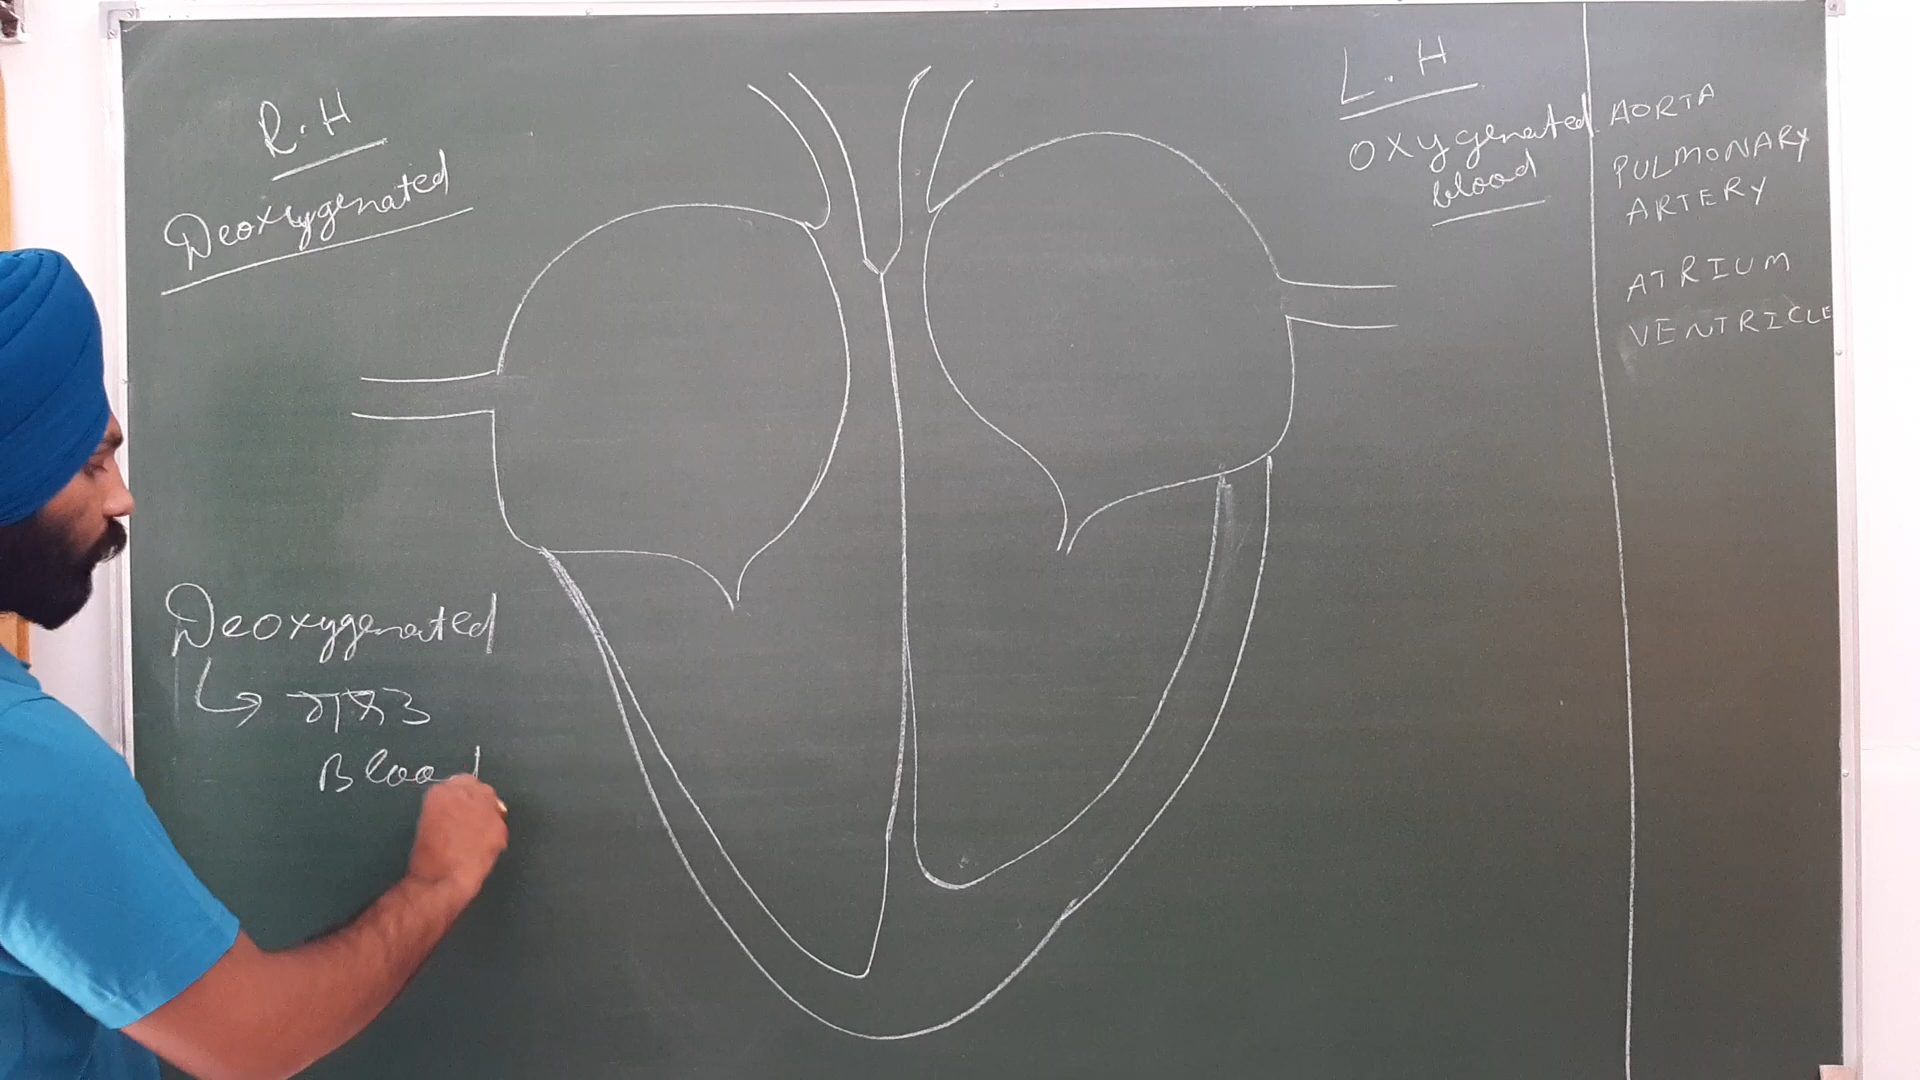 R.H
Deoxygenated
L.H
Oxygenated
blood
AORTA
PULMONARY
ARTERY
ATRIUM
VENTRICLE
Deoxygenated
Blood